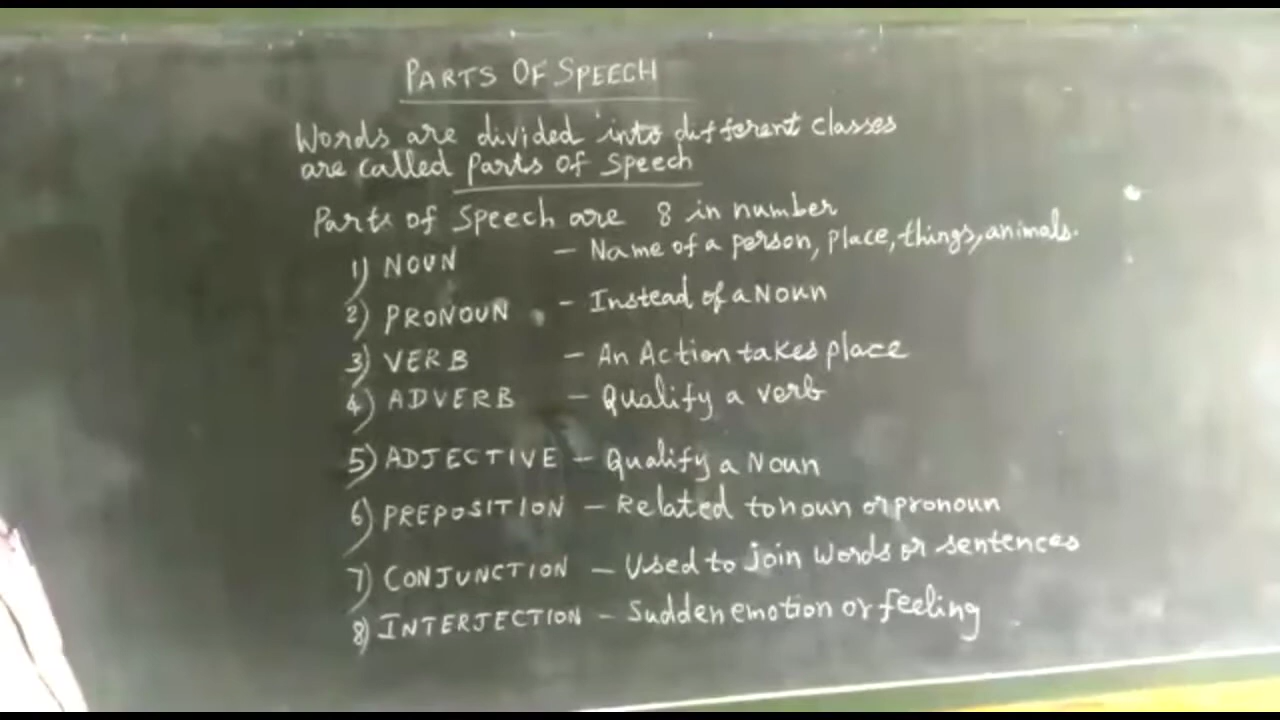 PARTS OF SPEECH
Words are divided into different classes
are called Parts of Speech
Parts of Speech are 8 in number
1) NOUN - Name of a person, place, things, animals.
2) PRONOUN - Instead of a Noun
3) VERB - An Action takes place
4) ADVERB - Qualify a verb
5) ADJECTIVE - Qualify a Noun
6) PREPOSITION - Related to noun or pronoun
7) CONJUNCTION - Used to join words or sentences
8) INTERJECTION - Sudden emotion or feeling